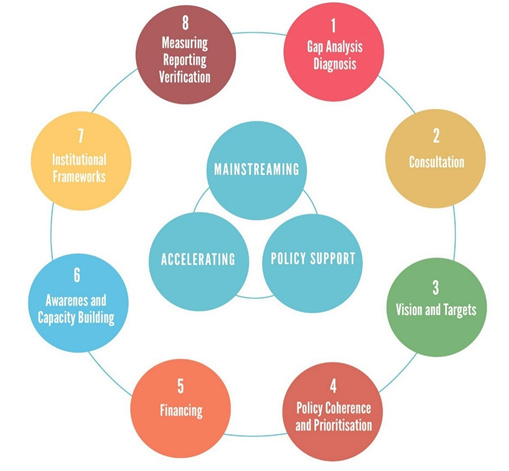 1
Gap Analysis
Diagnosis
2
Consultation
3
Vision and Targets
4
Policy Coherence
and Prioritisation
5
Financing
6
Awarenes and
Capacity Building
7
Institutional
Frameworks
8
Measuring
Reporting
Verification
MAINSTREAMING
ACCELERATING
POLICY SUPPORT